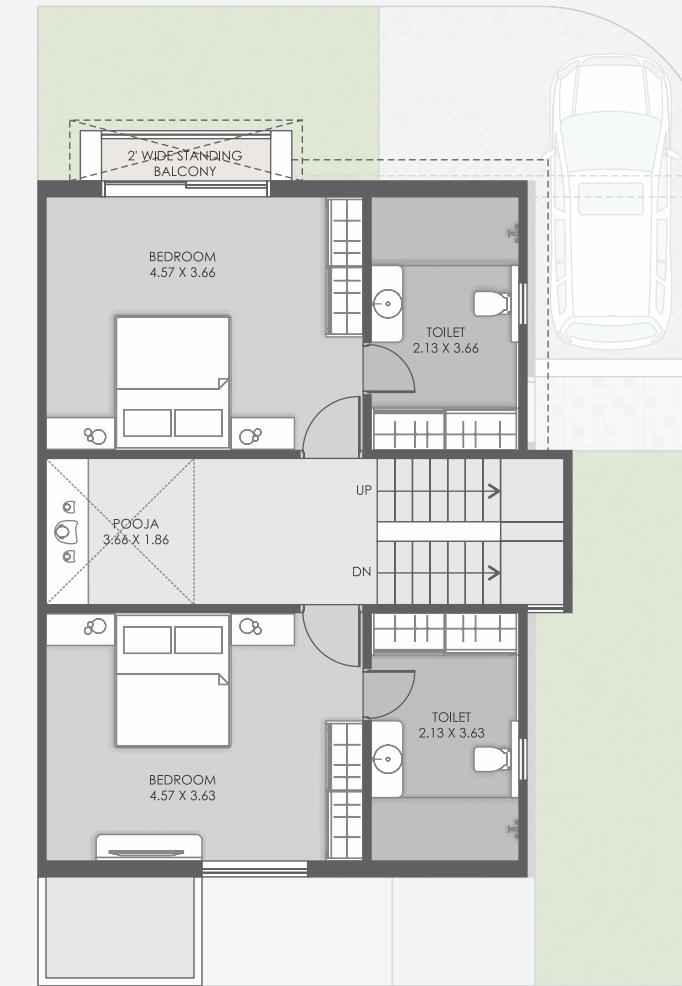 2' WIDE STANDING
BALCONY
BEDROOM
4.57 X 3.66
TOILET
2.13 X 3.66
UP
POOJA
3.66 X 1.86
DN
TOILET
2.13 X 3.63
BEDROOM
4.57 X 3.63